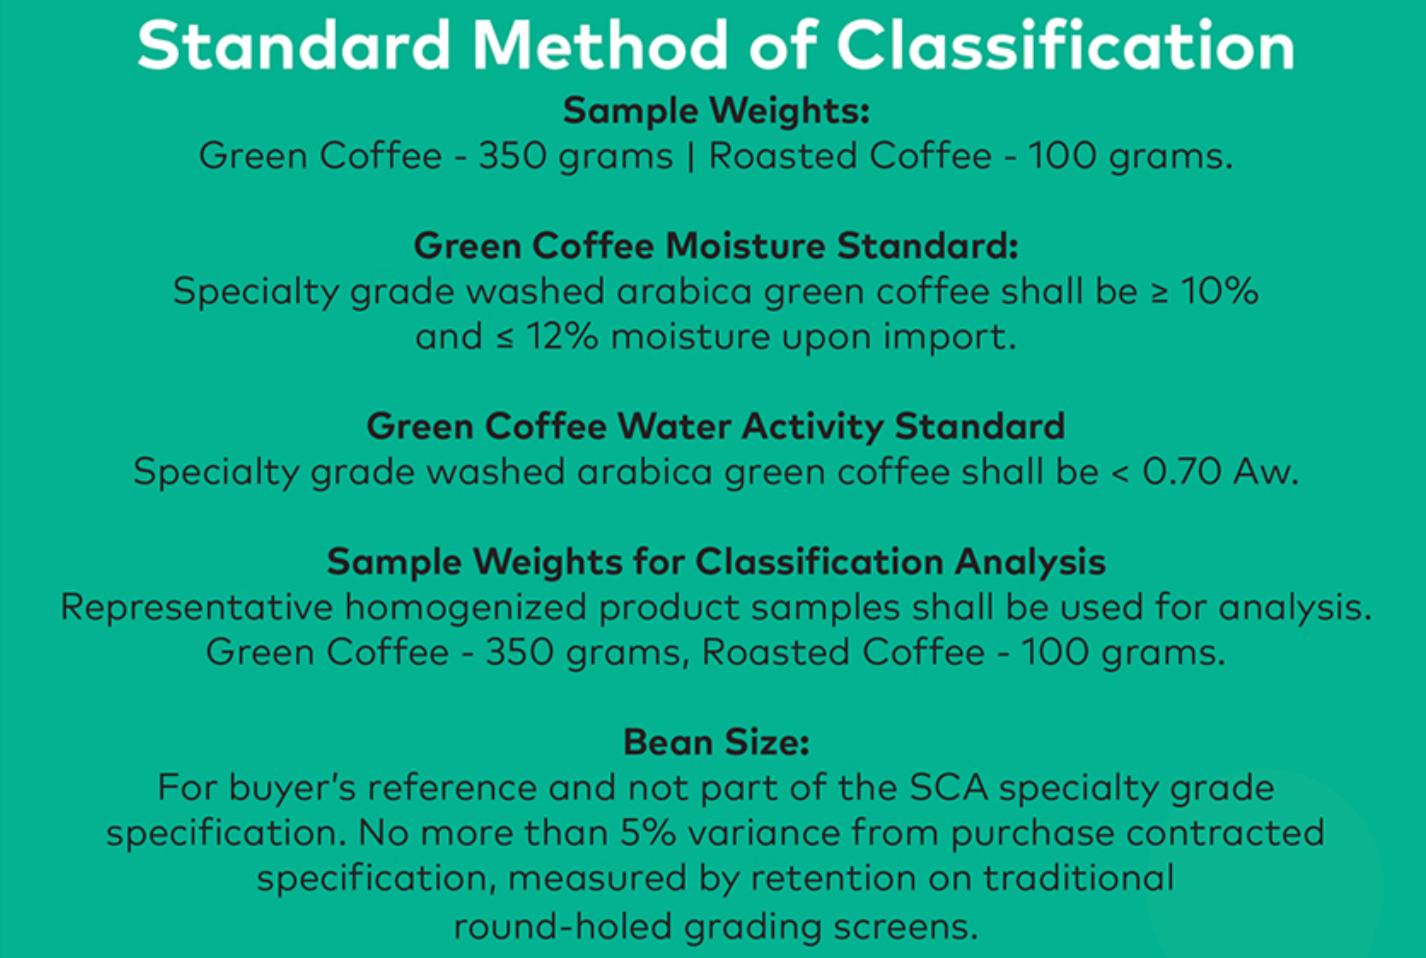 Standard Method of Classification
Sample Weights:
Green Coffee - 350 grams | Roasted Coffee - 100 grams.
Green Coffee Moisture Standard:
Specialty grade washed arabica green coffee shall be ≥ 10%
and ≤ 12% moisture upon import.
Green Coffee Water Activity Standard
Specialty grade washed arabica green coffee shall be < 0.70 Aw.
Sample Weights for Classification Analysis
Representative homogenized product samples shall be used for analysis.
Green Coffee - 350 grams, Roasted Coffee - 100 grams.
Bean Size:
For buyer’s reference and not part of the SCA specialty grade
specification. No more than 5% variance from purchase contracted
specification, measured by retention on traditional
round-holed grading screens.